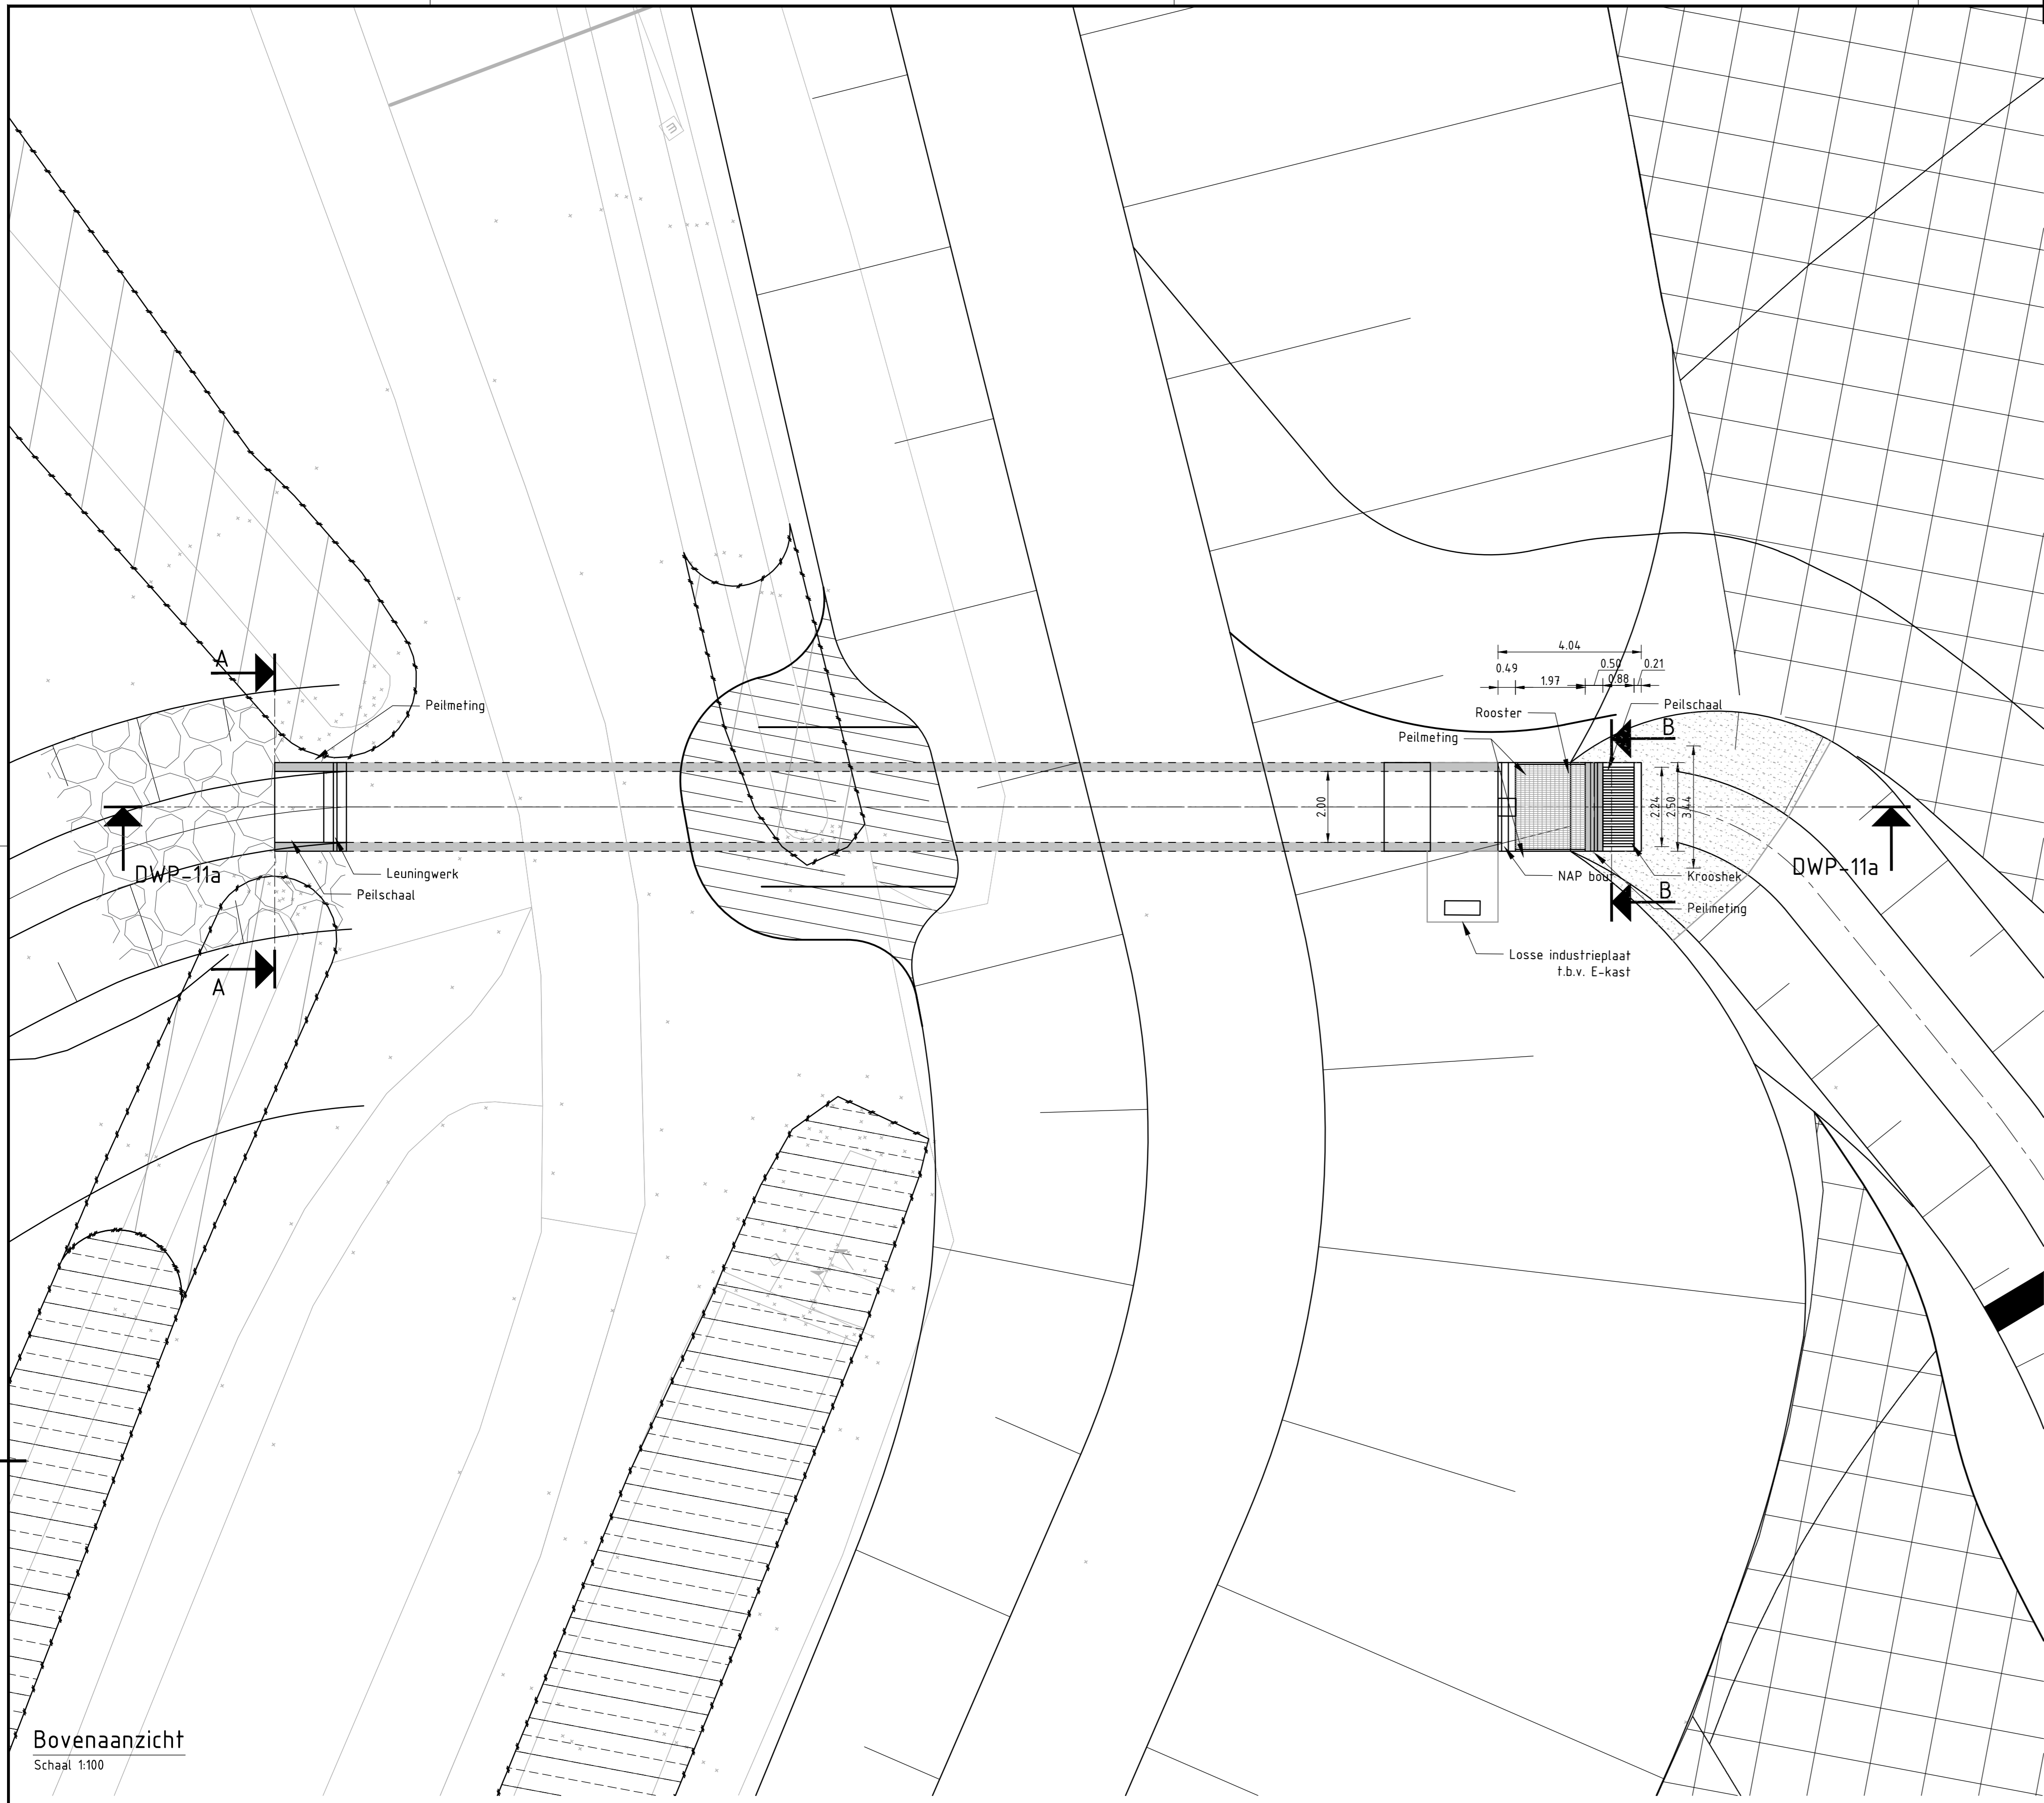 E
4.04
0.49
1.97
0.50
0.88
0.21
A
Peilmeting
Rooster
Peilschaal
Peilmeting
B
2.00
2.24
2.50
3.44
DWP-11a
Leuningwerk
Peilschaal
A
NAP bout
Krooshek
B
Peilmeting
DWP-11a
Losse industrieplaat
t.b.v. E-kast
Bovenaanzicht
Schaal 1:100